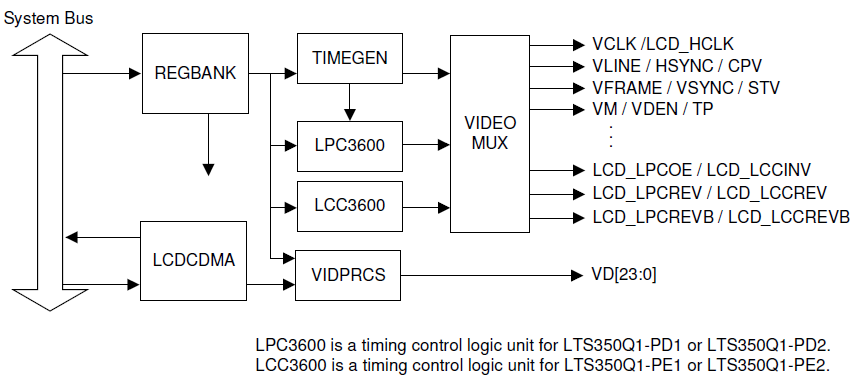 System Bus
REGBANK
TIMEGEN
LPC3600
LCC3600
LCDCDMA
VIDPRCS
VIDEO
MUX
VCLK /LCD_HCLK
VLINE / HSYNC / CPV
VFRAME / VSYNC / STV
VM / VDEN / TP
.
.
.
LCD_LPCOE / LCD_LCCINV
LCD_LPCREV / LCD_LCCREV
LCD_LPCREVB / LCD_LCCREVB
VD[23:0]
LPC3600 is a timing control logic unit for LTS350Q1-PD1 or LTS350Q1-PD2.
LCC3600 is a timing control logic unit for LTS350Q1-PE1 or LTS350Q1-PE2.